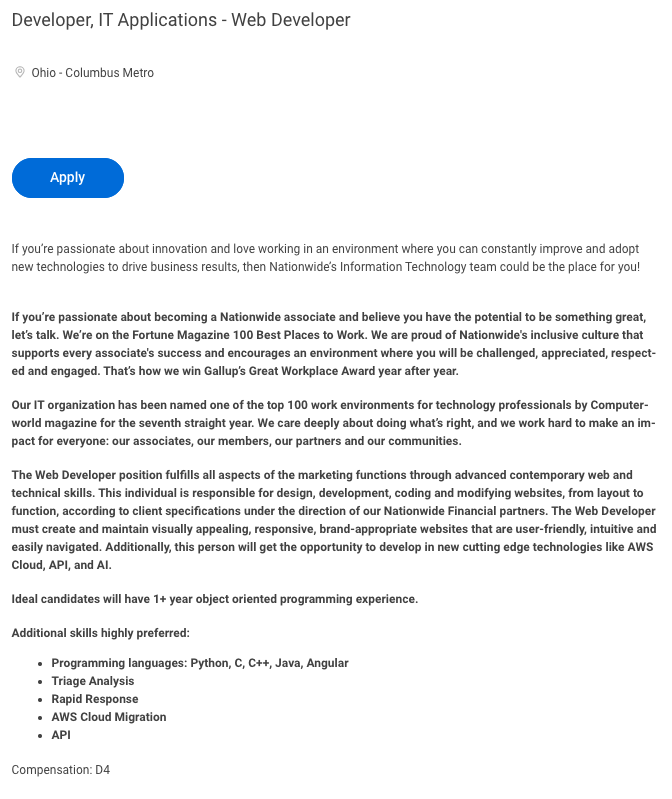 Developer, IT Applications - Web Developer
Ohio - Columbus Metro
Apply
If you're passionate about innovation and love working in an environment where you can constantly improve and adopt
new technologies to drive business results, then Nationwide's Information Technology team could be the place for you!
If you're passionate about becoming a Nationwide associate and believe you have the potential to be something great,
let's talk. We're on the Fortune Magazine 100 Best Places to Work. We are proud of Nationwide's inclusive culture that
supports every associate's success and encourages an environment where you will be challenged, appreciated, respect-
ed and engaged. That's how we win Gallup's Great Workplace Award year after year.
Our IT organization has been named one of the top 100 work environments for technology professionals by Computer-
world magazine for the seventh straight year. We care deeply about doing what's right, and we work hard to make an im-
pact for everyone: our associates, our members, our partners and our communities.
The Web Developer position fulfills all aspects of the marketing functions through advanced contemporary web and
technical skills. This individual is responsible for design, development, coding and modifying websites, from layout to
function, according to client specifications under the direction of our Nationwide Financial partners. The Web Developer
must create and maintain visually appealing, responsive, brand-appropriate websites that are user-friendly, intuitive and
easily navigated. Additionally, this person will get the opportunity to develop in new cutting edge technologies like AWS
Cloud, API, and AI.
Ideal candidates will have 1+ year object oriented programming experience.
Additional skills highly preferred:
• Programming languages: Python, C, C++, Java, Angular
• Triage Analysis
• Rapid Response
• AWS Cloud Migration
• API
Compensation: D4